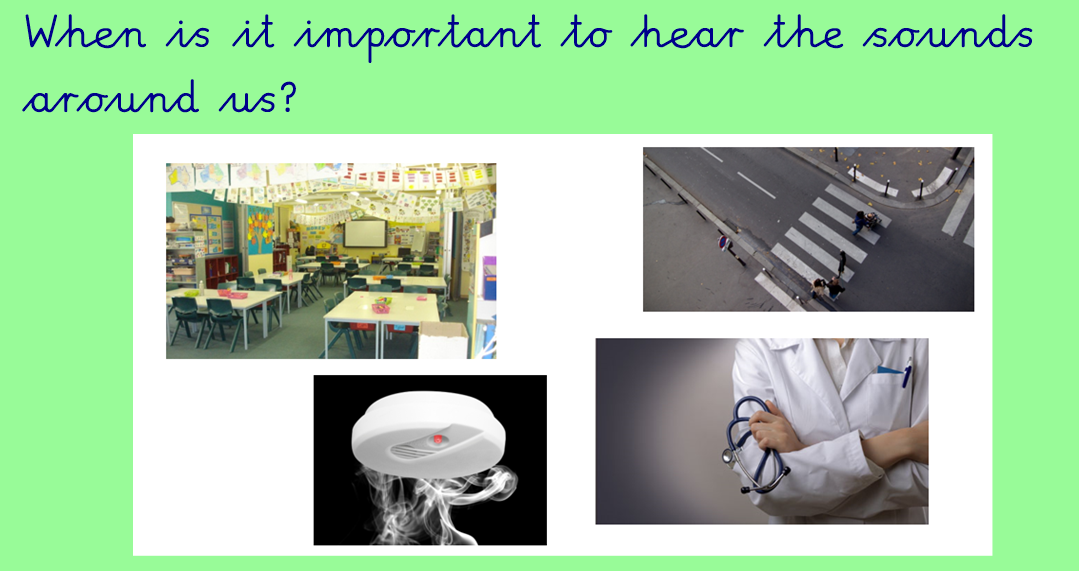 When is it important to hear the sounds
around us?